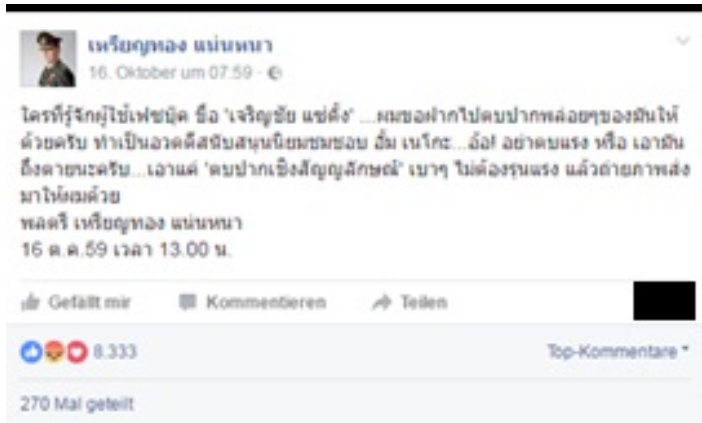 เหรียญทอง แน่นหนา
16. Oktober um 07:59 ·
ใครที่รู้จักผู้ใช้เฟซบุ๊ค ชื่อ 'เจริญชัย แซ่ตั้ง' ....ผมขอฝากไปตบปากพล่อยๆของมันให้
ด้วยครับ ทำเป็นอวดดีสนับสนุนนิยมชมชอบ อั้ม เนโกะ...อ้อ! อย่าตบแรง หรือ เอามัน
ถึงตายนะครับ...เอาแค่ 'ตบปากเชิงสัญญลักษณ์' เบาๆ ไม่ต้องรุนแรง แล้วถ่ายภาพส่ง
มาให้ผมด้วย
พลตรี เหรียญทอง แน่นหนา
16 ต.ค.59 เวลา 13.00 น.
Gefällt mir Kommentieren Teilen
8.333 Top-Kommentare
270 Mal geteilt